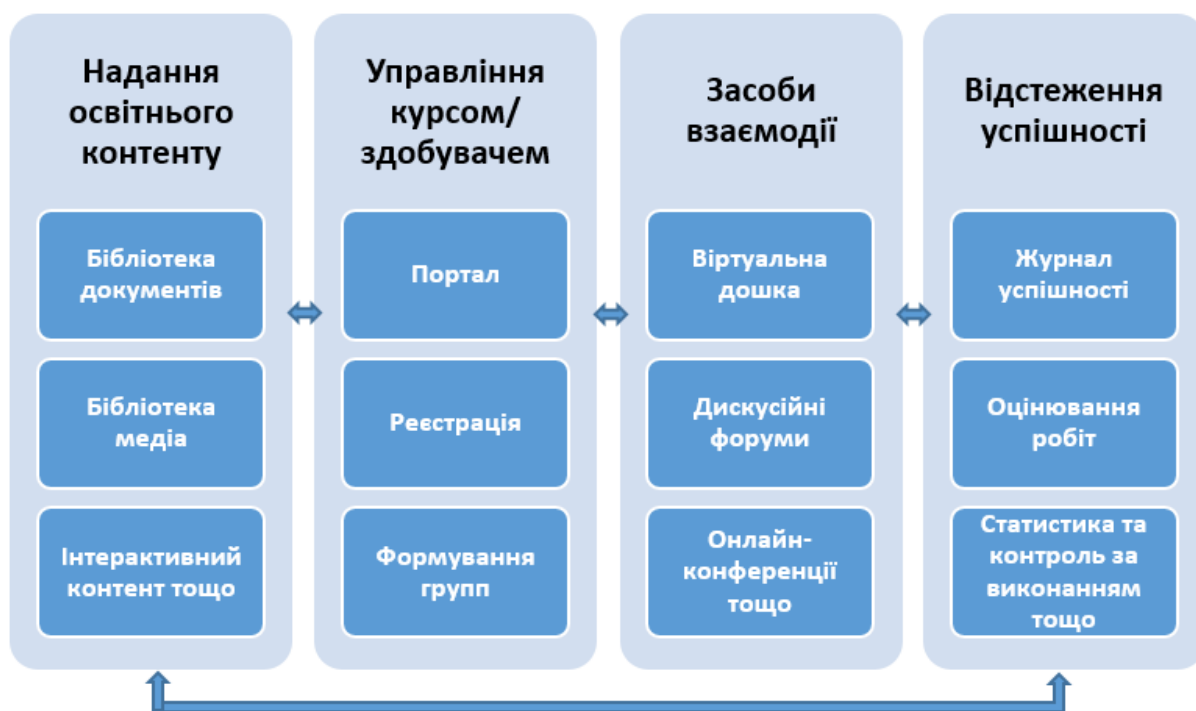 Надання
освітнього
контенту
Бібліотека
документів
Бібліотека
медіа
Інтерактивний
контент тощо
Управління
курсом/
здобувачем
Портал
Реєстрація
Формування
групп
Засоби
взаємодії
Віртуальна
дошка
Дискусійні
форуми
Онлайн-
конференції
тощо
Відстеження
успішності
Журнал
успішності
Оцінювання
робіт
Статистика та
контроль за
виконанням
тощо